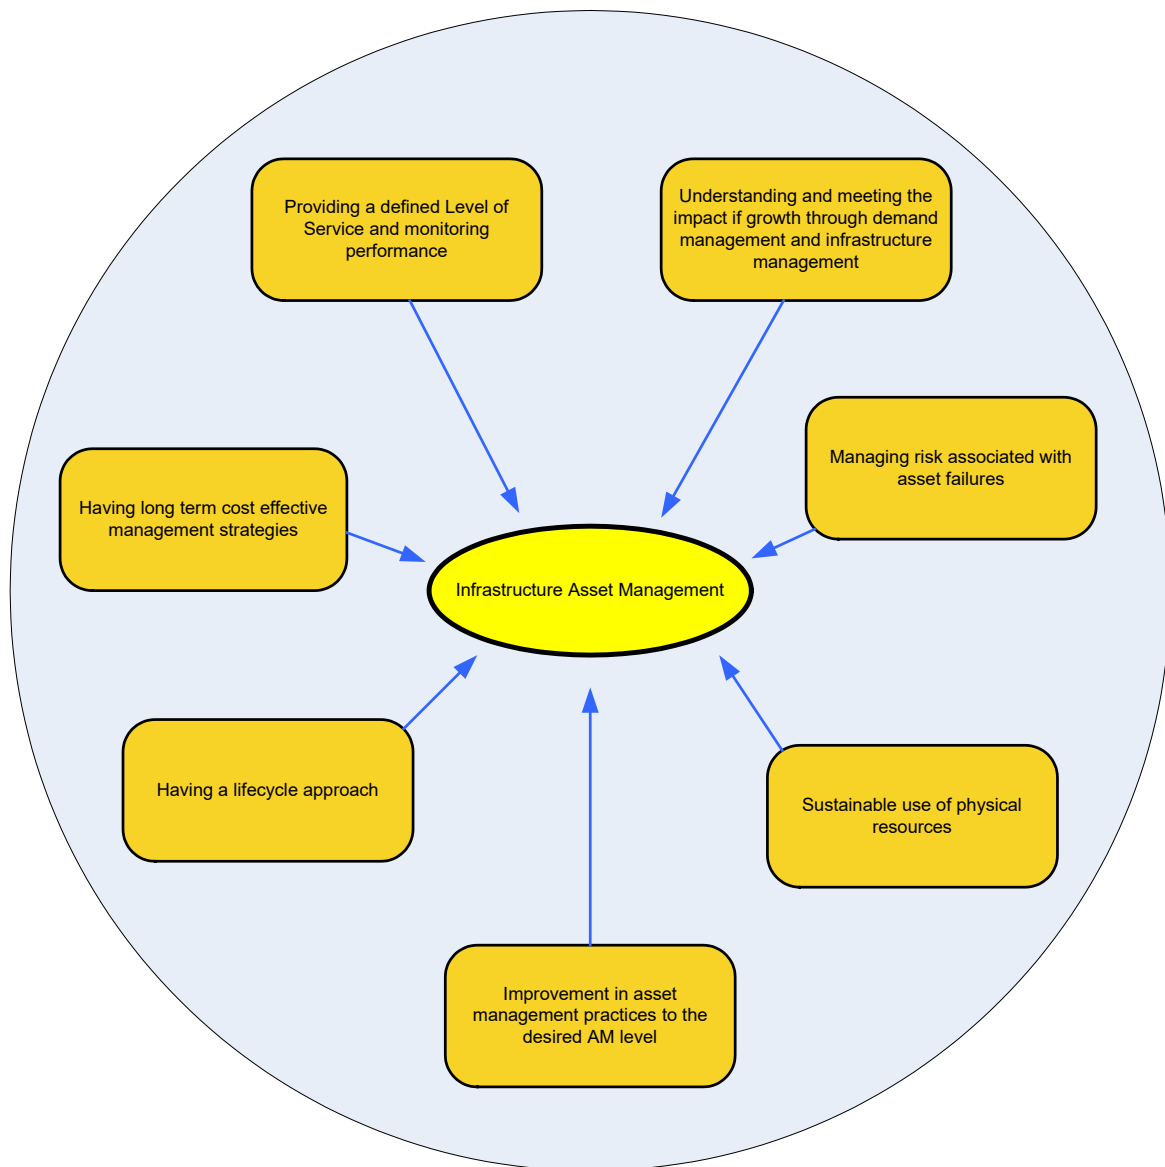 Providing a defined Level of
Service and monitoring
performance
Understanding and meeting the
impact if growth through demand
management and infrastructure
management
Managing risk associated with
asset failures
Having long term cost effective
management strategies
Infrastructure Asset Management
Having a lifecycle approach
Sustainable use of physical
resources
Improvement in asset
management practices to the
desired AM level